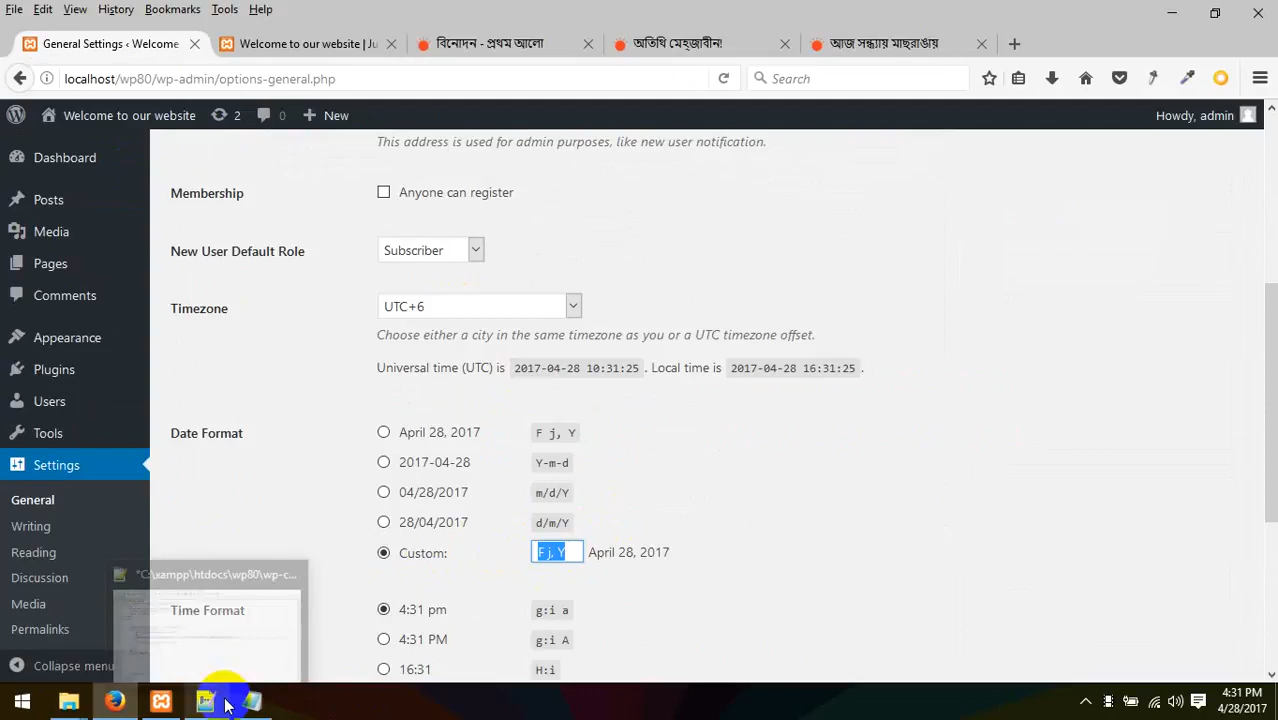 File Edit View History Bookmarks Tools Help
General Settings ‹ Welcome
Welcome to our website | Ju
বিনোদন - প্রথম আলো
অতিথি মেহ্‌জাবীন!
আজ সন্ধ্যায় মাছরাঙায়
localhost/wp80/wp-admin/options-general.php
Search
Welcome to our website 2 0 New
Howdy, admin
This address is used for admin purposes, like new user notification.
Dashboard
Posts
Media
Pages
Comments
Appearance
Plugins
Users
Tools
Settings
General
Writing
Reading
Discussion
Media
Permalinks
Collapse menu
Membership Anyone can register
New User Default Role Subscriber
Timezone UTC+6
Choose either a city in the same timezone as you or a UTC timezone offset.
Universal time (UTC) is 2017-04-28 10:31:25 . Local time is 2017-04-28 16:31:25 .
Date Format April 28, 2017 F j, Y
2017-04-28 Y-m-d
04/28/2017 m/d/Y
28/04/2017 d/m/Y
Custom: F j, Y April 28, 2017
*C:\xampp\htdocs\wp80\wp-c...
Time Format 4:31 pm g:i a
4:31 PM g:i A
16:31 H:i
4:31 PM
4/28/2017